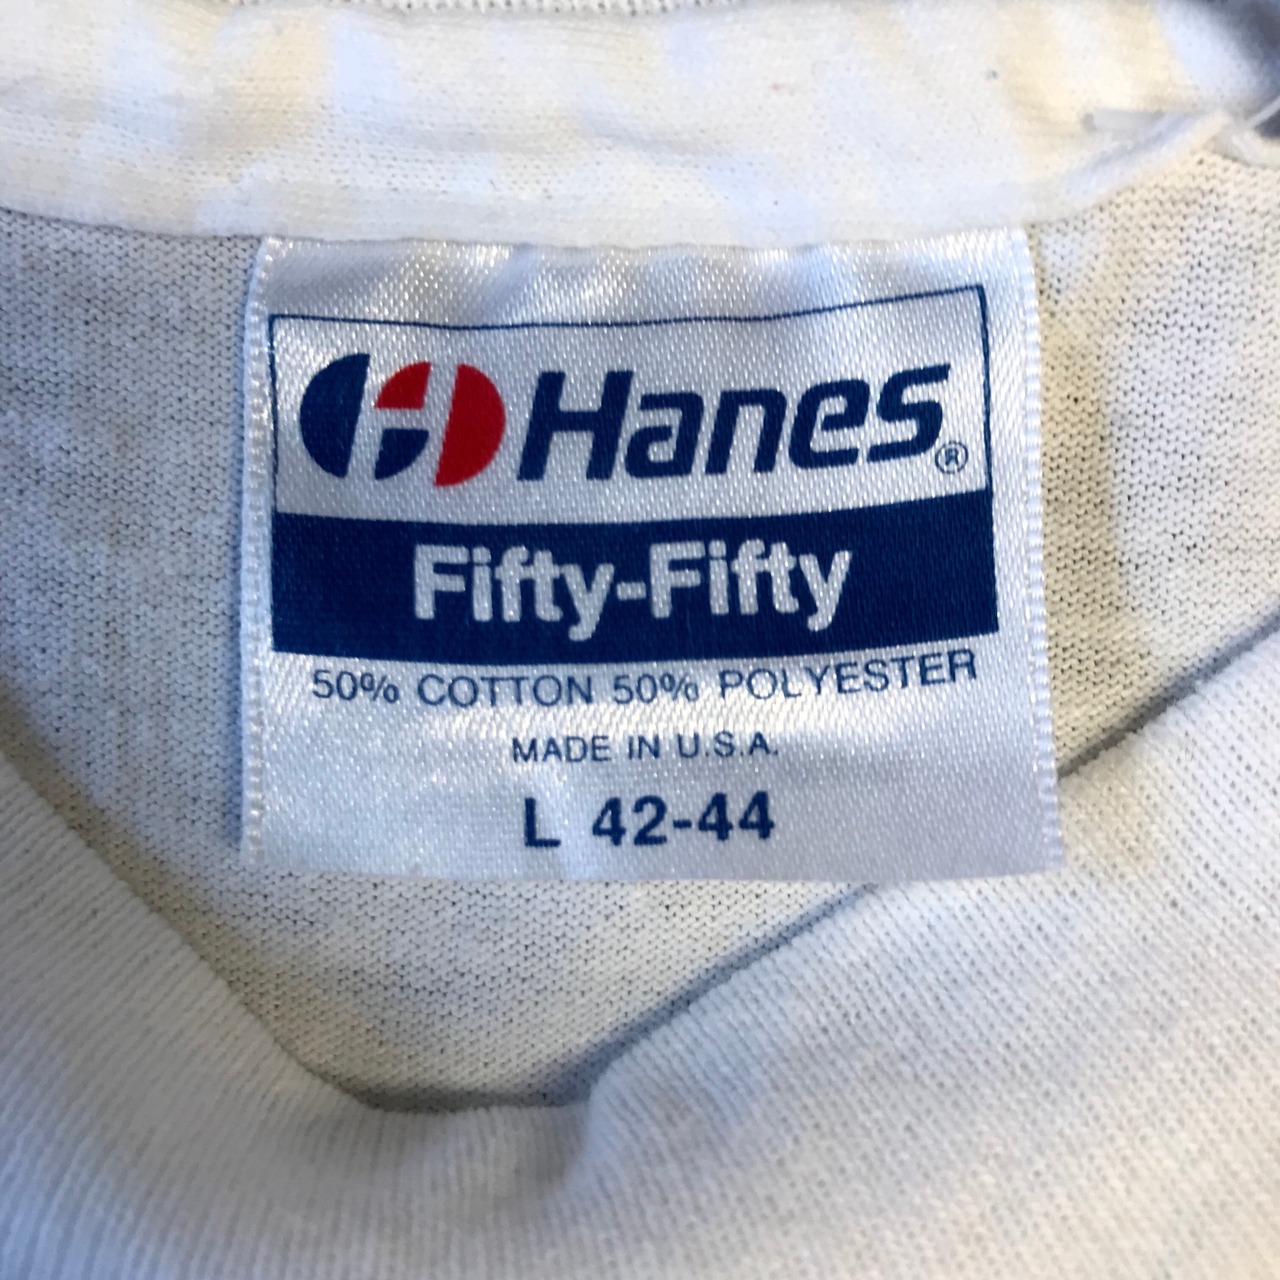 Hanes®
Fifty-Fifty
50% COTTON 50% POLYESTER
MADE IN U.S.A.
L 42-44